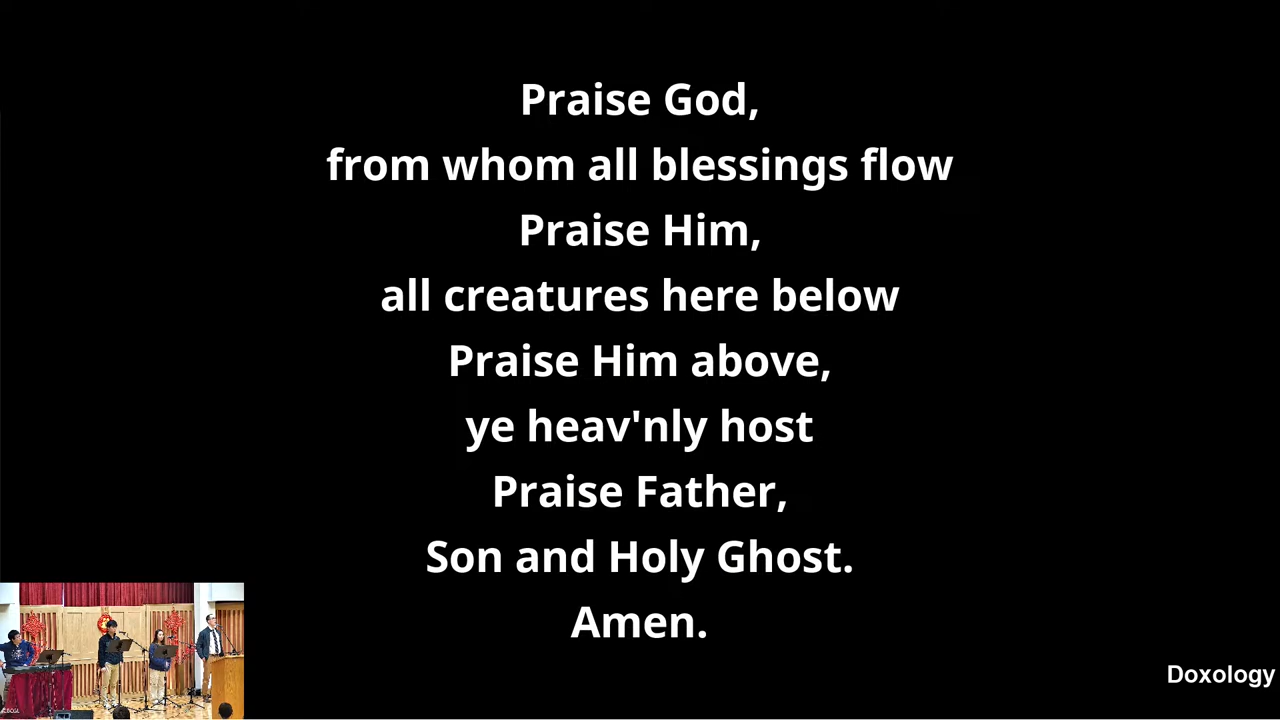 Praise God,
from whom all blessings flow
Praise Him,
all creatures here below
Praise Him above,
ye heav'nly host
Praise Father,
Son and Holy Ghost.
Amen.
Doxology